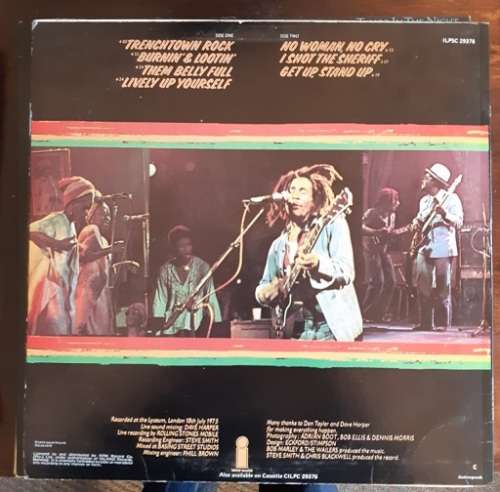 SIDE ONE
TRENCHTOWN ROCK
BURNIN' & LOOTIN'
THEM BELLY FULL
LIVELY UP YOURSELF
SIDE TWO
NO WOMAN, NO CRY.
I SHOT THE SHERIFF.
GET UP STAND UP.
ILPSC 29376
Recorded at the Lyceum, London 18th July 1975
Live sound mixing: DAVE HARPER
Live recording by ROLLING STONES MOBILE
Recording Engineer: STEVE SMITH
Mixed at BASING STREET STUDIOS
Mixing engineer: PHILL BROWN
Many thanks to Don Taylor and Dave Harper
for making everything happen.
Photography: ADRIAN BOOT, BOB ELLIS & DENNIS MORRIS
Design: ECKFORD/STIMPSON
BOB MARLEY & THE WAILERS produced the music.
STEVE SMITH & CHRIS BLACKWELL produced the record.
Also available on Cassette CILPC 29376